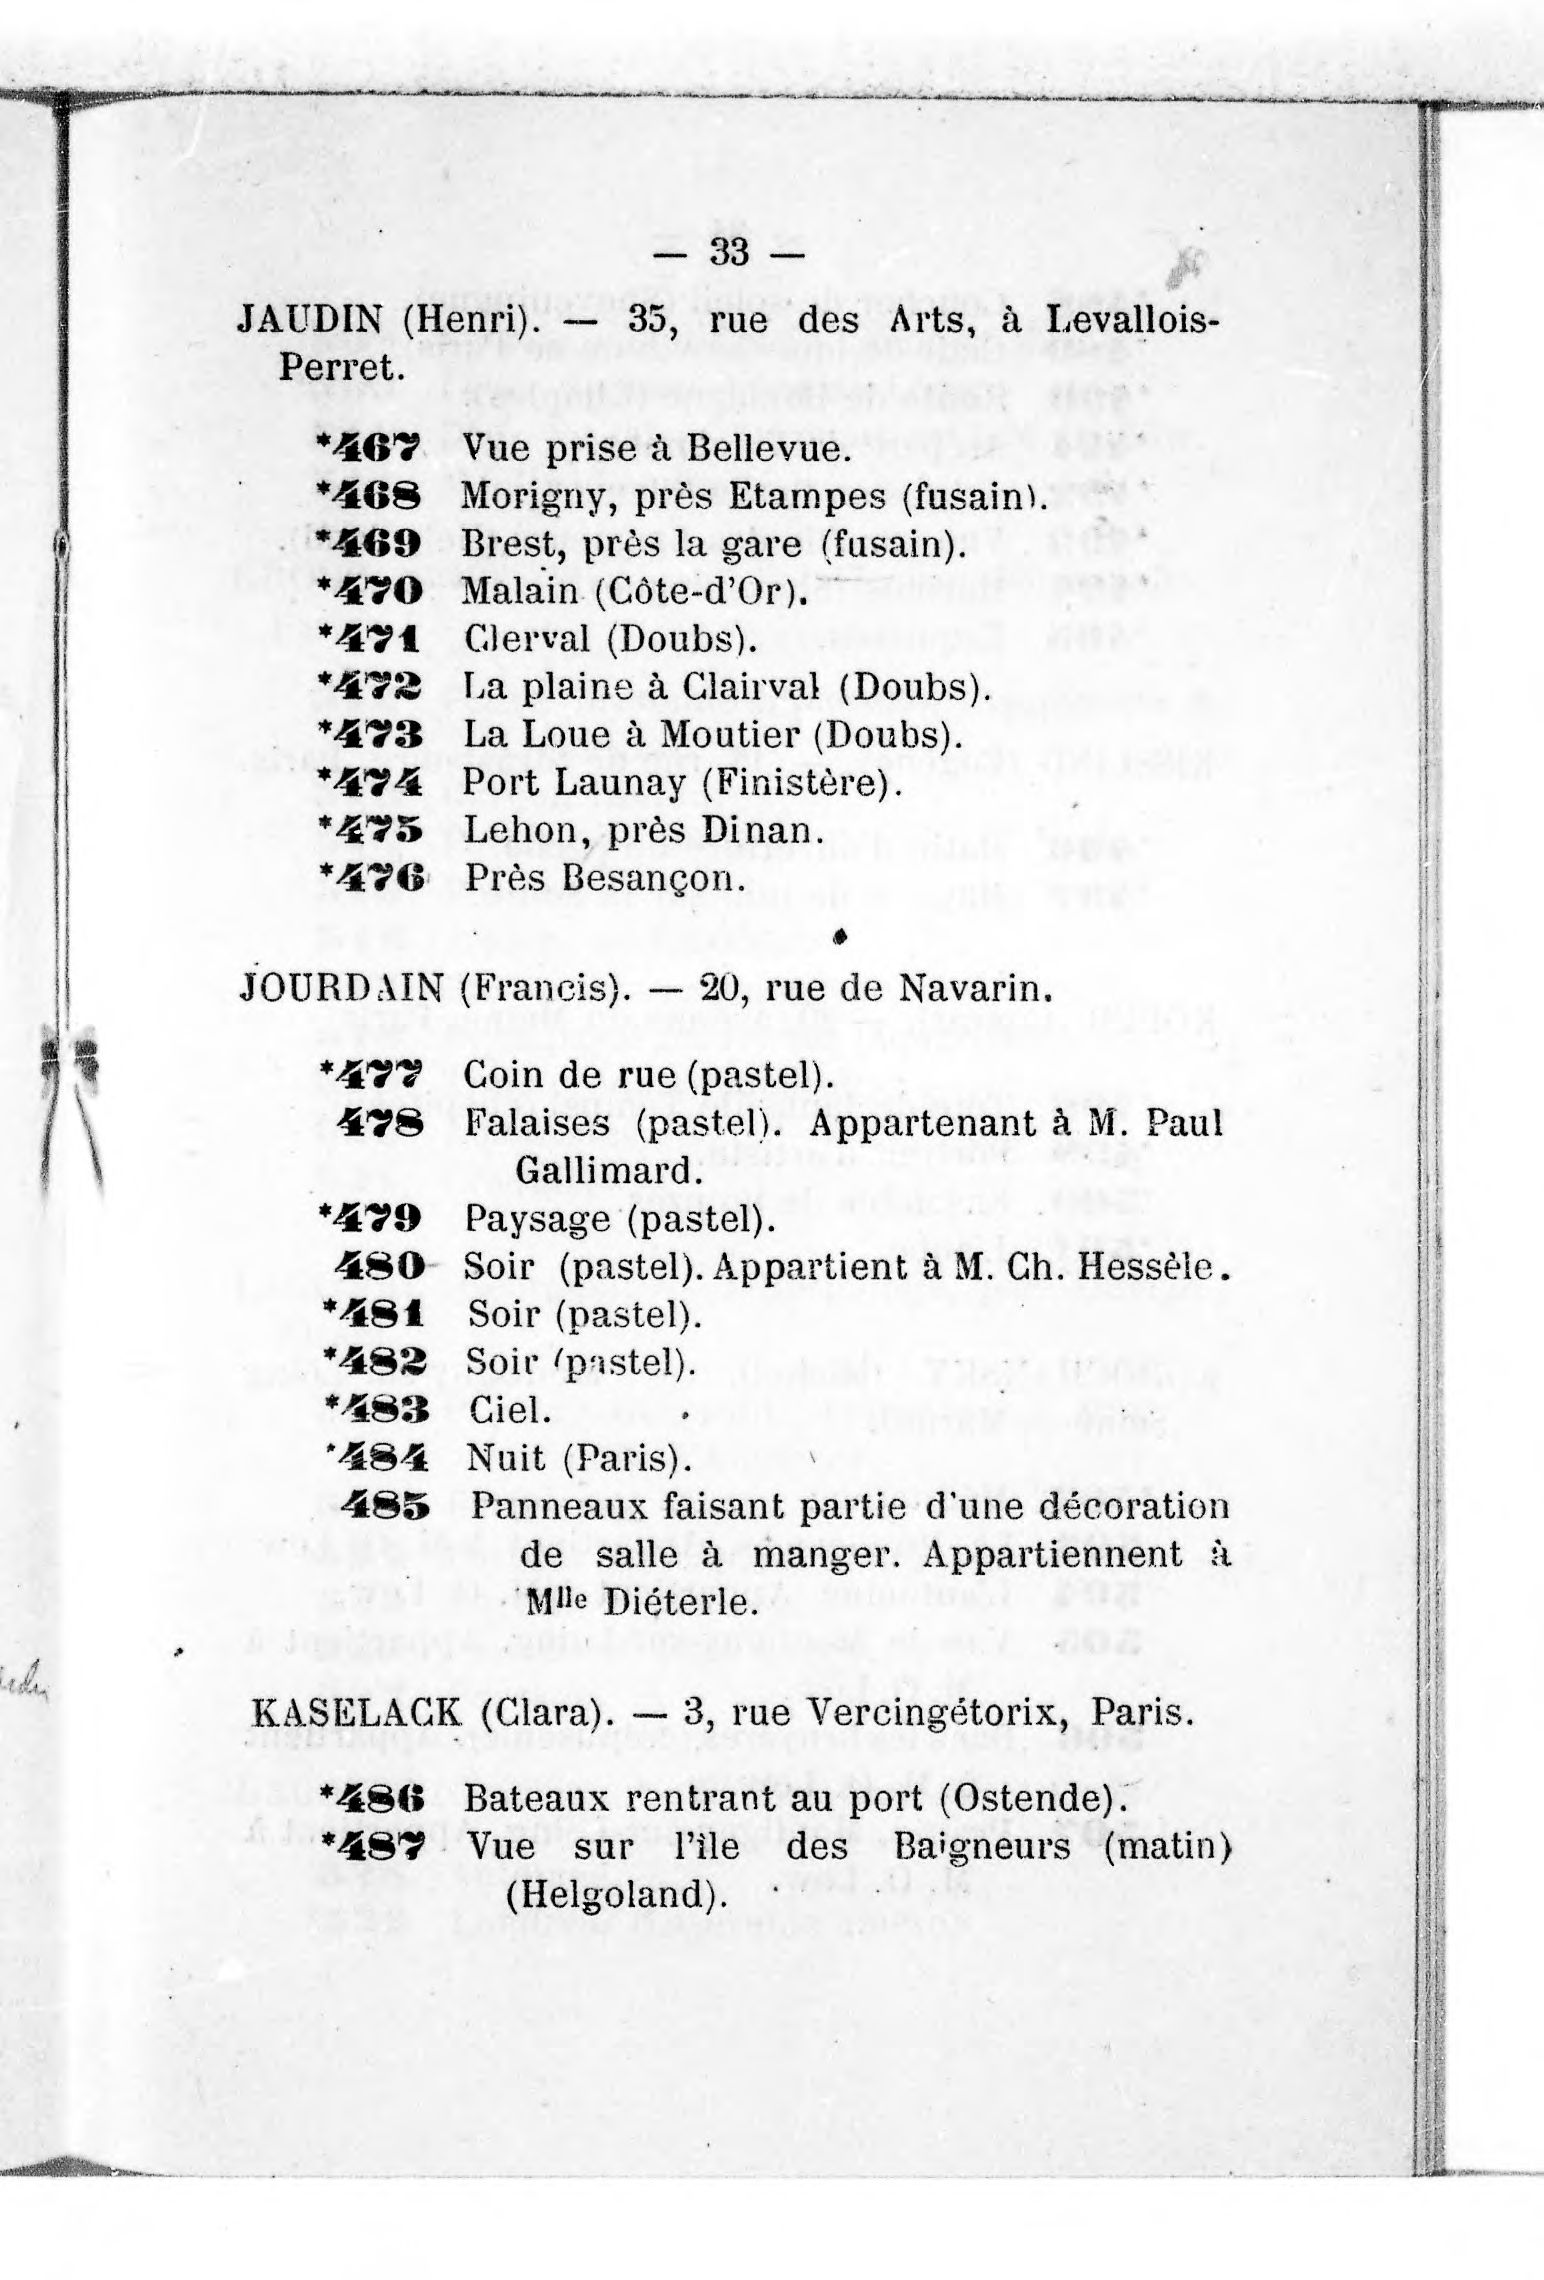 — 33 —
JAUDIN (Henri). — 35, rue des Arts, à Levallois-
Perret.
*467 Vue prise à Bellevue.
*468 Morigny, près Etampes (fusain).
*469 Brest, près la gare (fusain).
*470 Malain (Côte-d'Or).
*471 Clerval (Doubs).
*472 La plaine à Clairval (Doubs).
*473 La Loue à Moutier (Doubs).
*474 Port Launay (Finistère).
*475 Lehon, près Dinan.
*476 Près Besançon.
JOURDAIN (Francis). — 20, rue de Navarin.
*477 Coin de rue (pastel).
478 Falaises (pastel). Appartenant à M. Paul
Gallimard.
*479 Paysage (pastel).
480 Soir (pastel). Appartient à M. Ch. Hessèle.
*481 Soir (pastel).
*482 Soir (pastel).
*483 Ciel.
*484 Nuit (Paris).
485 Panneaux faisant partie d'une décoration
de salle à manger. Appartiennent à
Mlle Diéterle.
KASELACK (Clara). — 3, rue Vercingétorix, Paris.
*486 Bateaux rentrant au port (Ostende).
*487 Vue sur l'île des Baigneurs (matin)
(Helgoland).